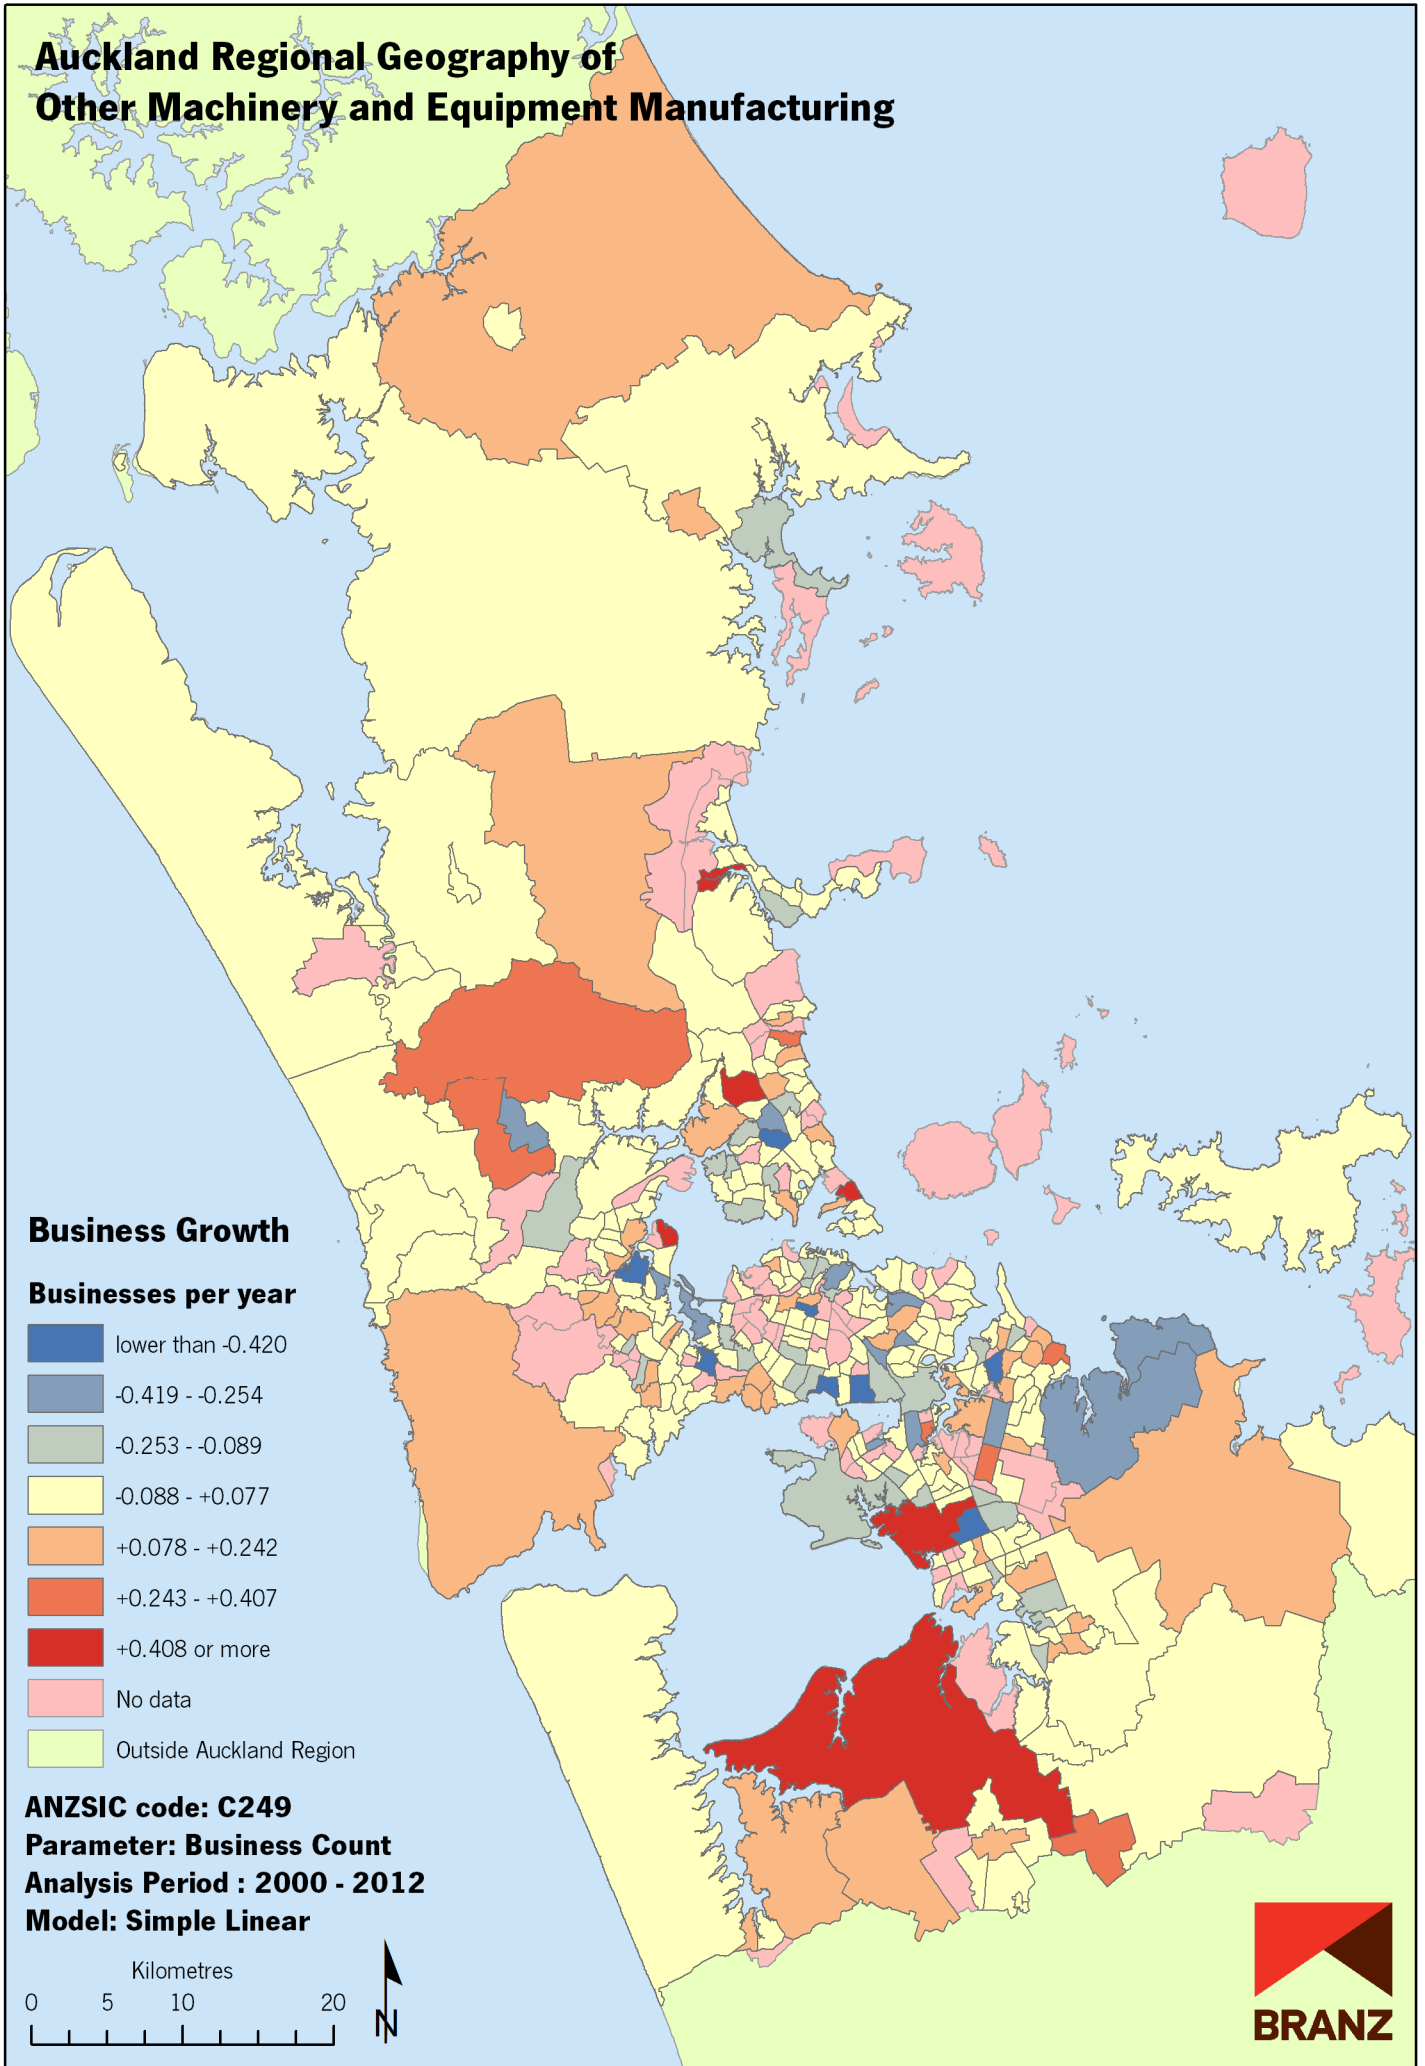 Auckland Regional Geography of
Other Machinery and Equipment Manufacturing
Business Growth
Businesses per year
lower than -0.420
-0.419 - -0.254
-0.253 - -0.089
-0.088 - +0.077
+0.078 - +0.242
+0.243 - +0.407
+0.408 or more
No data
Outside Auckland Region
ANZSIC code: C249
Parameter: Business Count
Analysis Period : 2000 - 2012
Model: Simple Linear
Kilometres
0 5 10 20
N
BRANZ